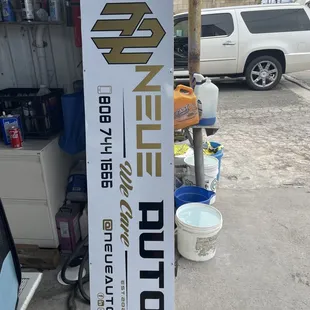 NEUE
AUTO
We Care
808 744 1666
@NEUEAUTO